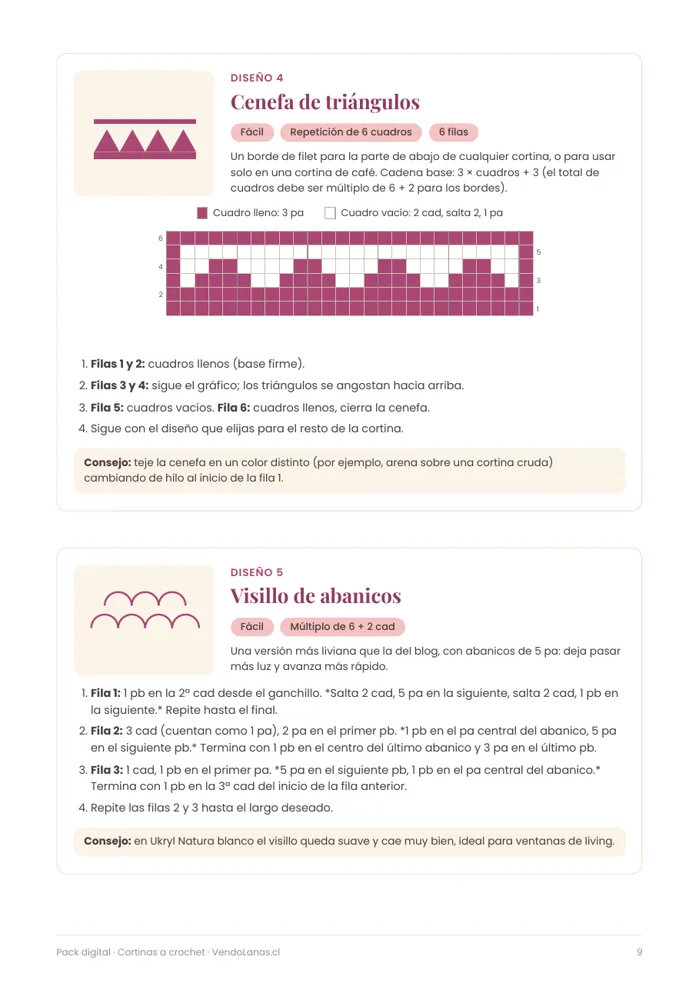 DISEÑO 4
Cenefa de triángulos
Fácil
Repetición de 6 cuadros
6 filas
Un borde de filet para la parte de abajo de cualquier cortina, o para usar
solo en una cortina de café. Cadena base: 3 × cuadros + 3 (el total de
cuadros debe ser múltiplo de 6 + 2 para los bordes).
Cuadro lleno: 3 pa
Cuadro vacío: 2 cad, salta 2, 1 pa
6
5
4
3
2
1
1. Filas 1 y 2: cuadros llenos (base firme).
2. Filas 3 y 4: sigue el gráfico; los triángulos se angostan hacia arriba.
3. Fila 5: cuadros vacíos. Fila 6: cuadros llenos, cierra la cenefa.
4. Sigue con el diseño que elijas para el resto de la cortina.
Consejo: teje la cenefa en un color distinto (por ejemplo, arena sobre una cortina cruda)
cambiando de hilo al inicio de la fila 1.
DISEÑO 5
Visillo de abanicos
Fácil
Múltiplo de 6 + 2 cad
Una versión más liviana que la del blog, con abanicos de 5 pa: deja pasar
más luz y avanza más rápido.
1. Fila 1: 1 pb en la 2ª cad desde el ganchillo. *Salta 2 cad, 5 pa en la siguiente, salta 2 cad, 1 pb en
la siguiente.* Repite hasta el final.
2. Fila 2: 3 cad (cuentan como 1 pa), 2 pa en el primer pb. *1 pb en el pa central del abanico, 5 pa
en el siguiente pb.* Termina con 1 pb en el centro del último abanico y 3 pa en el último pb.
3. Fila 3: 1 cad, 1 pb en el primer pa. *5 pa en el siguiente pb, 1 pb en el pa central del abanico.*
Termina con 1 pb en la 3ª cad del inicio de la fila anterior.
4. Repite las filas 2 y 3 hasta el largo deseado.
Consejo: en Ukryl Natura blanco el visillo queda suave y cae muy bien, ideal para ventanas de living.
Pack digital · Cortinas a crochet · VendoLanas.cl
9